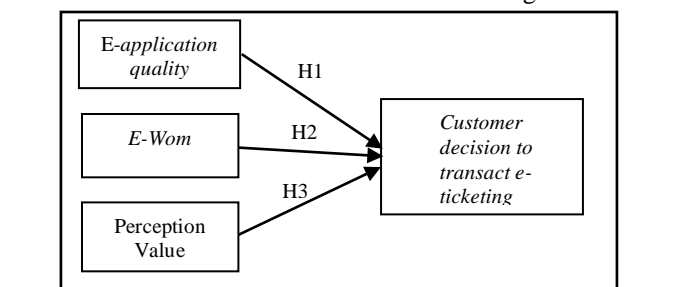 E-application
quality
H1
E-Wom
H2
Customer
decision to
transact e-
ticketing
H3
Perception
Value